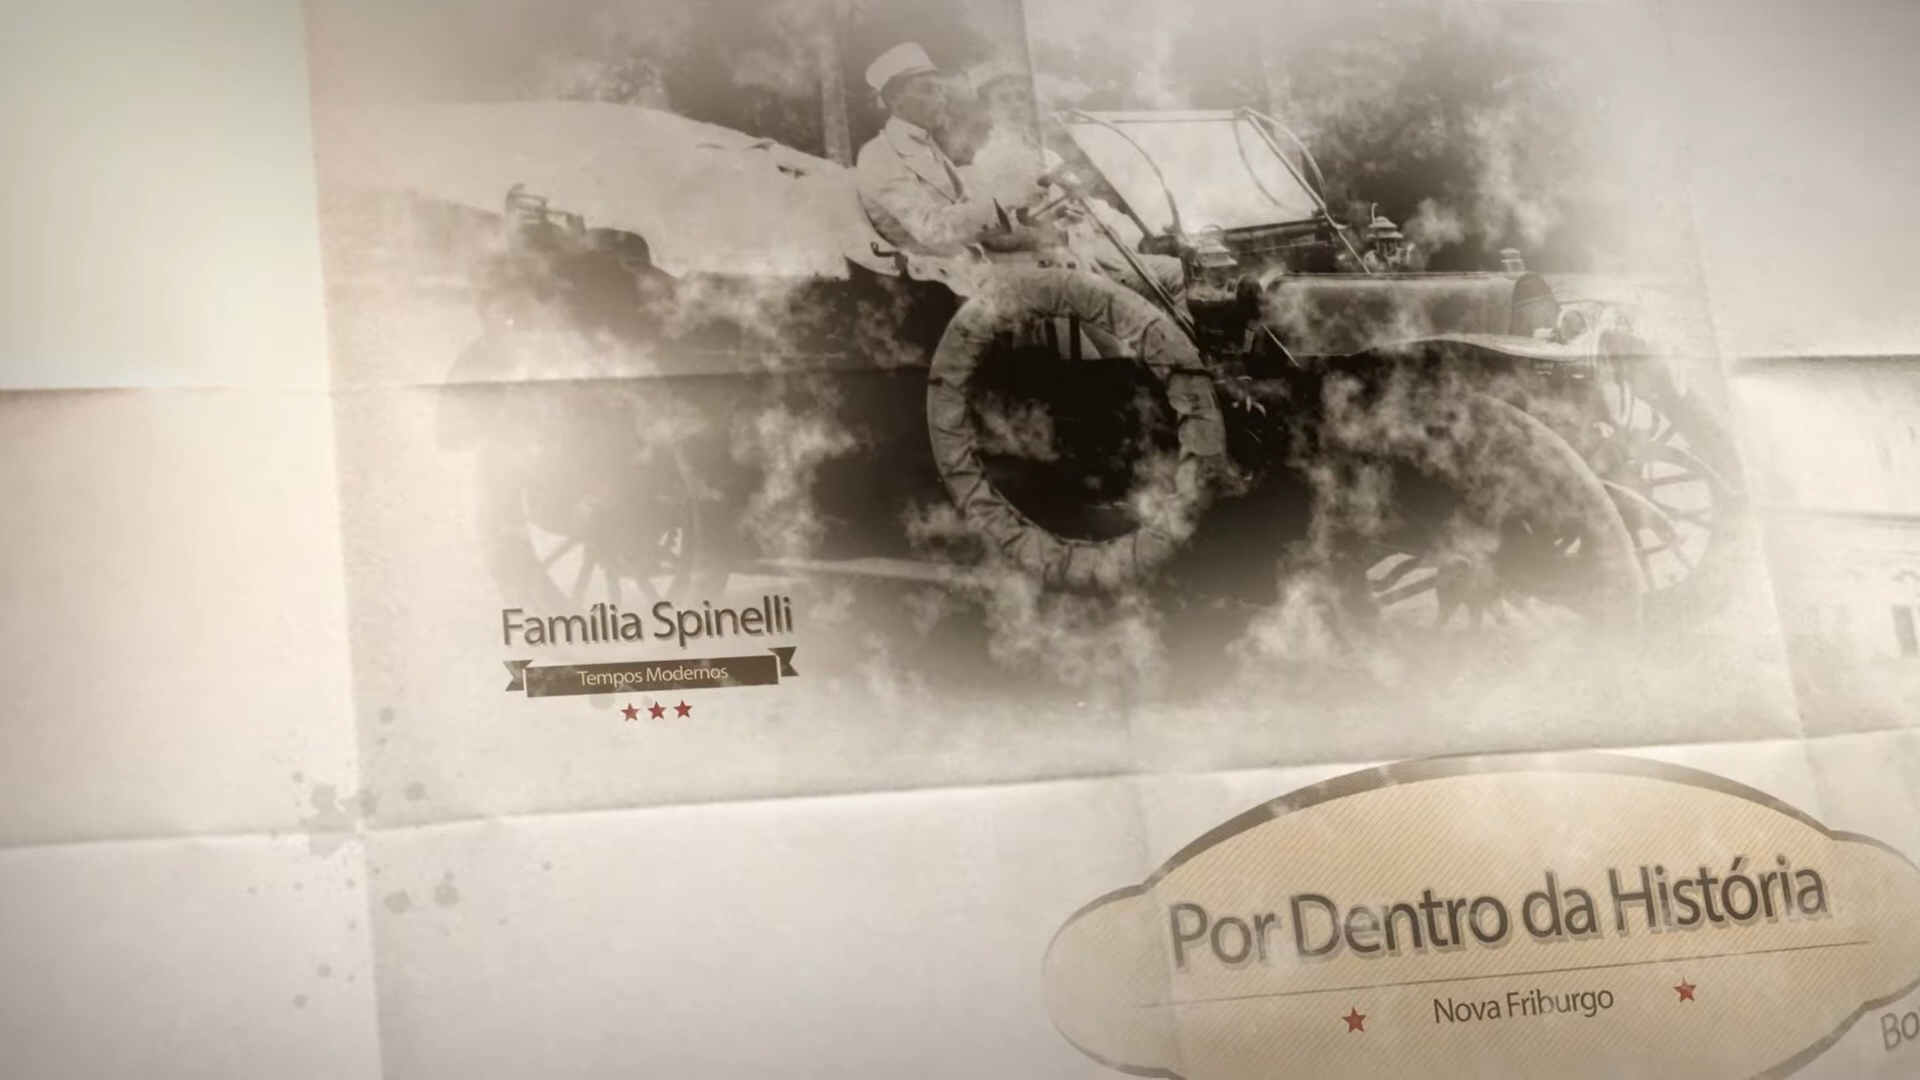 Família Spinelli
Tempos Modernos
Por Dentro da História
Nova Friburgo